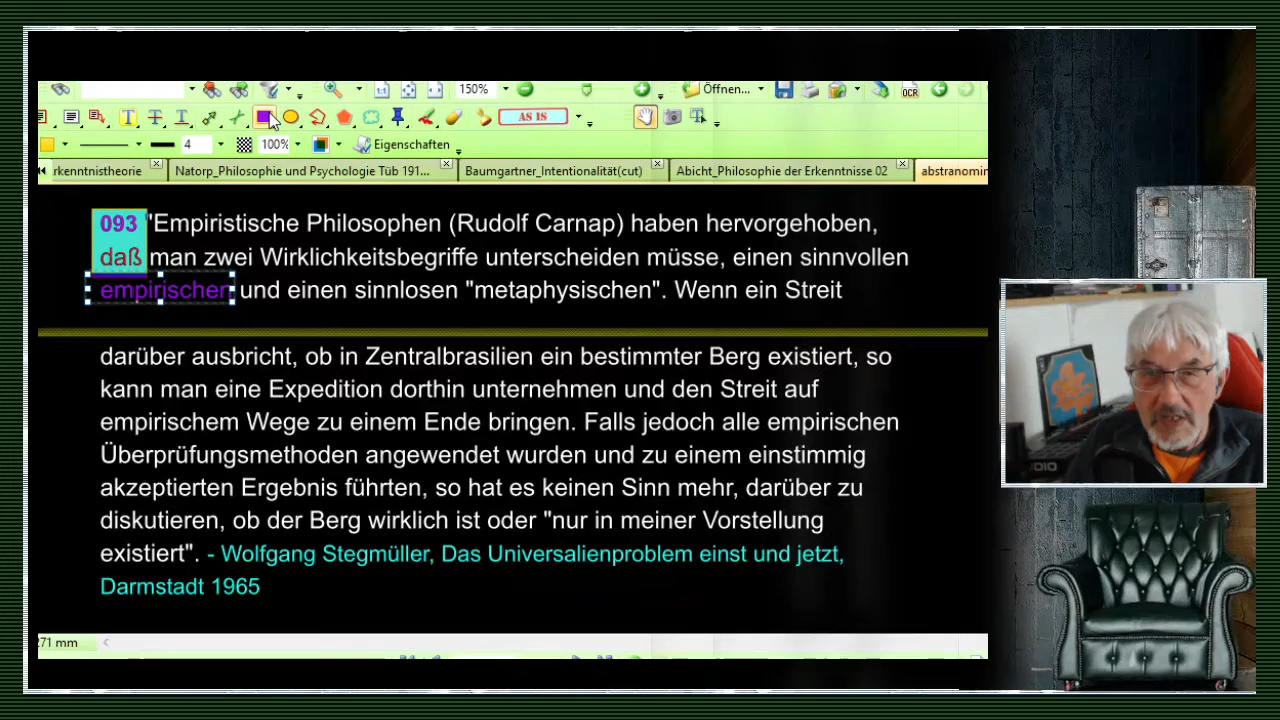 150%
Öffnen...
OCR
AS IS
4
100%
Eigenschaften
rkenntnistheorie
Natorp_Philosophie und Psychologie Tüb 191...
Baumgartner_Intentionalität(cut)
Abicht_Philosophie der Erkenntnisse 02
abstranomin
093 "Empiristische Philosophen (Rudolf Carnap) haben hervorgehoben,
daß man zwei Wirklichkeitsbegriffe unterscheiden müsse, einen sinnvollen
empirischen und einen sinnlosen "metaphysischen". Wenn ein Streit
darüber ausbricht, ob in Zentralbrasilien ein bestimmter Berg existiert, so
kann man eine Expedition dorthin unternehmen und den Streit auf
empirischem Wege zu einem Ende bringen. Falls jedoch alle empirischen
Überprüfungsmethoden angewendet wurden und zu einem einstimmig
akzeptierten Ergebnis führten, so hat es keinen Sinn mehr, darüber zu
diskutieren, ob der Berg wirklich ist oder "nur in meiner Vorstellung
existiert". - Wolfgang Stegmüller, Das Universalienproblem einst und jetzt,
Darmstadt 1965
271 mm